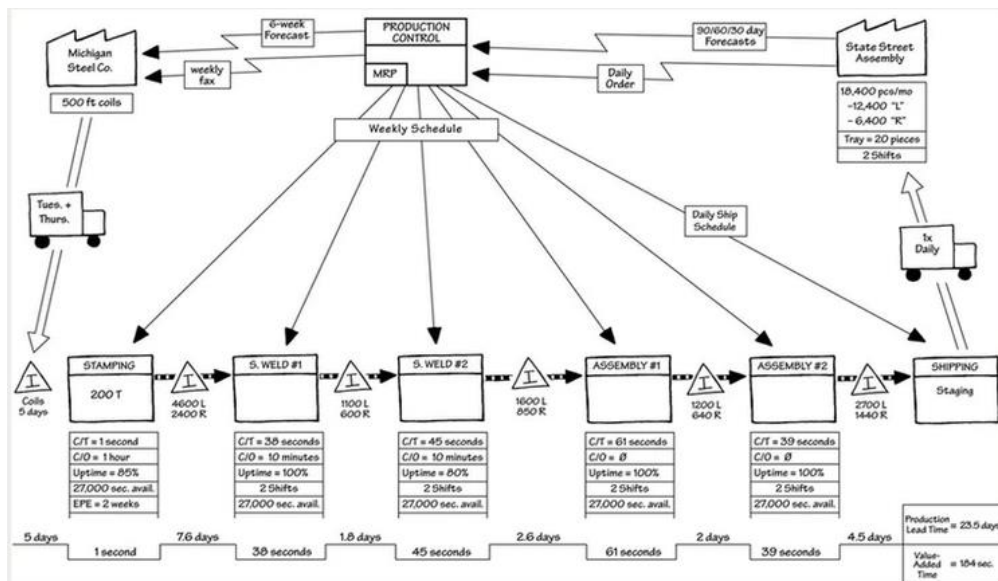 Michigan
Steel Co.
500 ft coils
6-week
Forecast
weekly
fax
PRODUCTION
CONTROL
MRP
90/60/30 day
Forecasts
Daily
Order
State Street
Assembly
18,400 pcs/mo
-12,400 "L"
- 6,400 "R"
Tray = 20 pieces
2 Shifts
Weekly Schedule
Tues. +
Thurs.
Daily Ship
Schedule
1x
Daily
I
Coils
5 days
STAMPING
200 T
C/T = 1 second
C/O = 1 hour
Uptime = 85%
27,000 sec. avail.
EPE = 2 weeks
I
4600 L
2400 R
S. WELD #1
C/T = 38 seconds
C/O = 10 minutes
Uptime = 100%
2 Shifts
27,000 sec. avail.
I
1100 L
600 R
S. WELD #2
C/T = 45 seconds
C/O = 10 minutes
Uptime = 80%
2 Shifts
27,000 sec. avail.
I
1600 L
850 R
ASSEMBLY #1
C/T = 61 seconds
C/O = Ø
Uptime = 100%
2 Shifts
27,000 sec. avail.
I
1200 L
640 R
ASSEMBLY #2
C/T = 39 seconds
C/O = Ø
Uptime = 100%
2 Shifts
27,000 sec. avail.
I
2700 L
1440 R
SHIPPING
Staging
5 days
1 second
7.6 days
38 seconds
1.8 days
45 seconds
2.6 days
61 seconds
2 days
39 seconds
4.5 days
Production
Lead Time = 23.5 days
Value-
Added
Time = 184 sec.